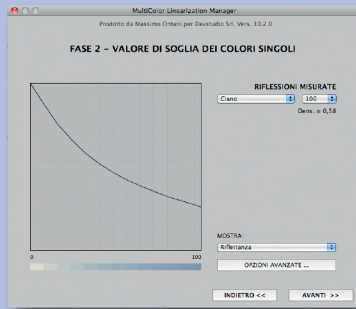 MultiColor Linearization Manager
Prodotto da Massimo Ontani per Devstudio Srl. Vers. 10.2.0
FASE 2 - VALORE DI SOGLIA DEI COLORI SINGOLI
RIFLESSIONI MISURATE
Ciano 100
Dens. = 0,58
MOSTRA:
Riflettanza
0 100
OPZIONI AVANZATE ...
INDIETRO << AVANTI >>